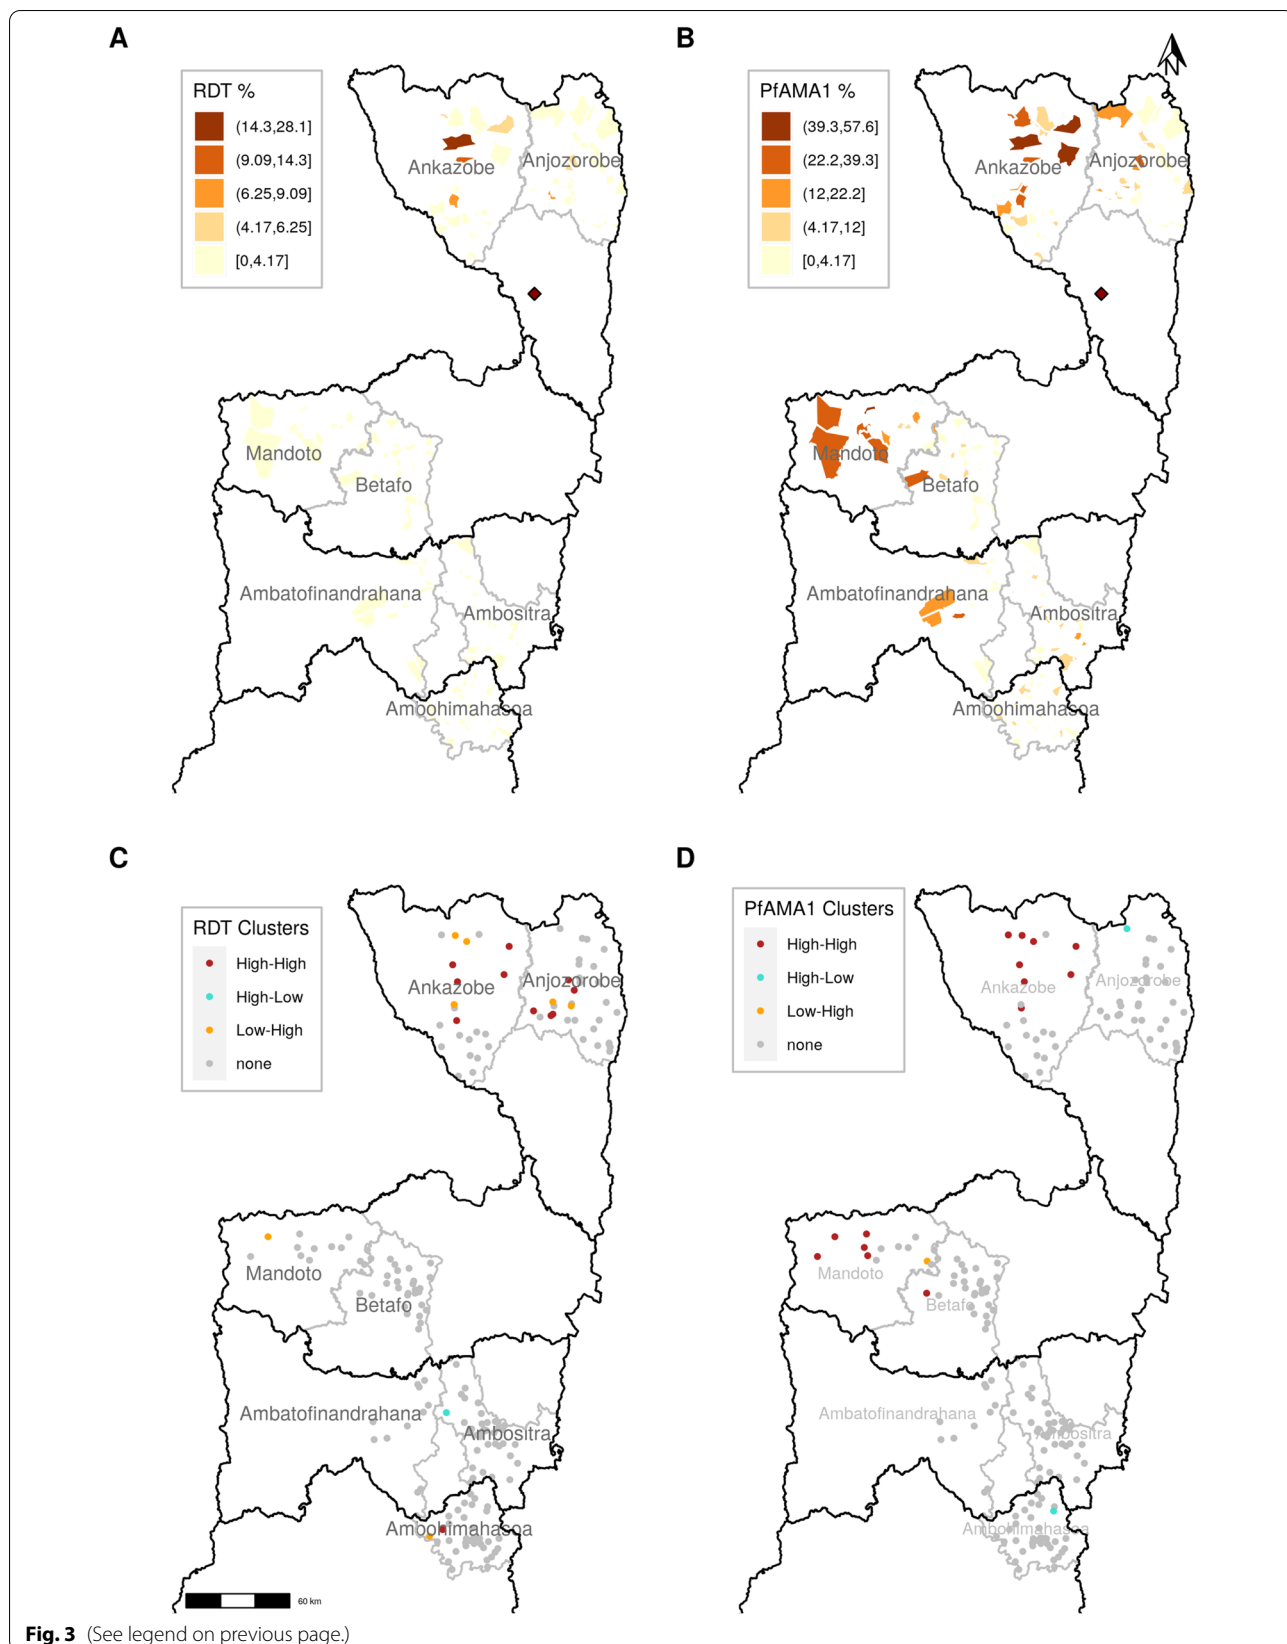 A
RDT %
(14.3,28.1]
(9.09,14.3]
(6.25,9.09]
(4.17,6.25]
[0,4.17]
Ankazobe
Anjozorobe
Mandoto
Betafo
Ambatofinandrahana
Ambositra
Ambohimahasoa
B
PfAMA1 %
(39.3,57.6]
(22.2,39.3]
(12,22.2]
(4.17,12]
[0,4.17]
Ankazobe
Anjozorobe
Mandoto
Betafo
Ambatofinandrahana
Ambositra
Ambohimahasoa
C
RDT Clusters
High-High
High-Low
Low-High
none
Ankazobe
Anjozorobe
Mandoto
Betafo
Ambatofinandrahana
Ambositra
Ambohimahasoa
60 km
D
PfAMA1 Clusters
High-High
High-Low
Low-High
none
Ankazobe
Anjozorobe
Mandoto
Betafo
Ambatofinandrahana
Ambositra
Ambohimahasoa
Fig. 3 (See legend on previous page.)